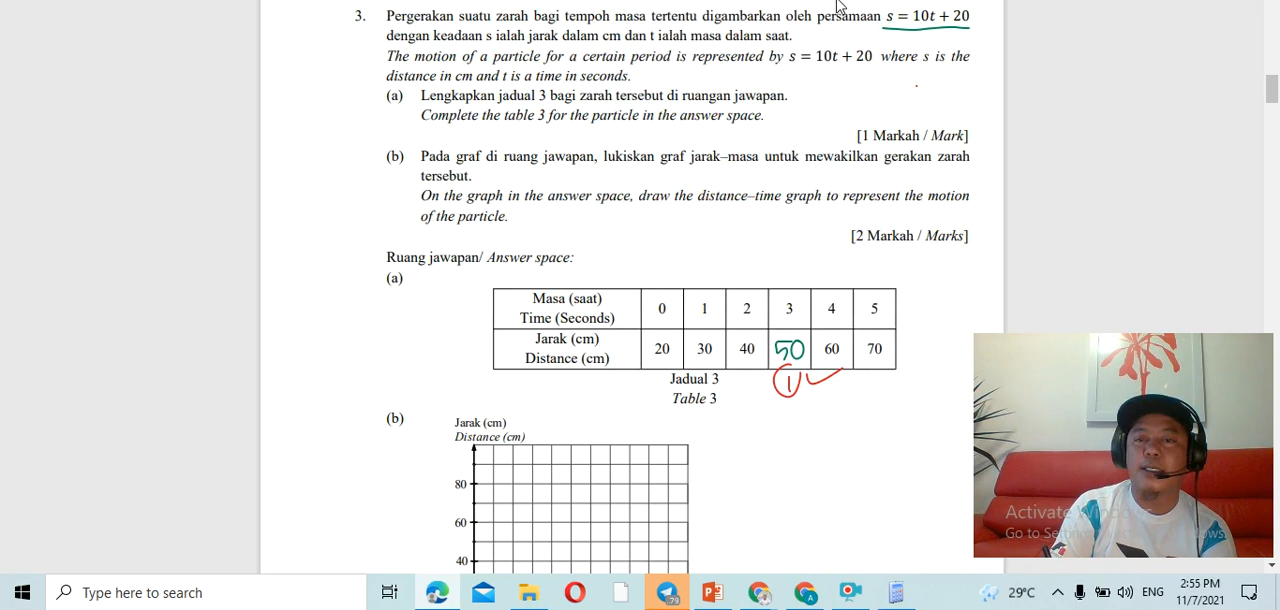 3. Pergerakan suatu zarah bagi tempoh masa tertentu digambarkan oleh persamaan s = 10t + 20
dengan keadaan s ialah jarak dalam cm dan t ialah masa dalam saat.
The motion of a particle for a certain period is represented by s = 10t + 20 where s is the
distance in cm and t is a time in seconds.
(a) Lengkapkan jadual 3 bagi zarah tersebut di ruangan jawapan.
Complete the table 3 for the particle in the answer space.
[1 Markah / Mark]
(b) Pada graf di ruang jawapan, lukiskan graf jarak–masa untuk mewakilkan gerakan zarah
tersebut.
On the graph in the answer space, draw the distance–time graph to represent the motion
of the particle.
[2 Markah / Marks]
Ruang jawapan/ Answer space:
(a)
Masa (saat)
Time (Seconds) 0 1 2 3 4 5
Jarak (cm)
Distance (cm) 20 30 40 50 60 70
Jadual 3 1
Table 3
(b) Jarak (cm)
Distance (cm)
80
60
40
Activate Windows
Type here to search
79
29°C ENG 2:55 PM
11/7/2021